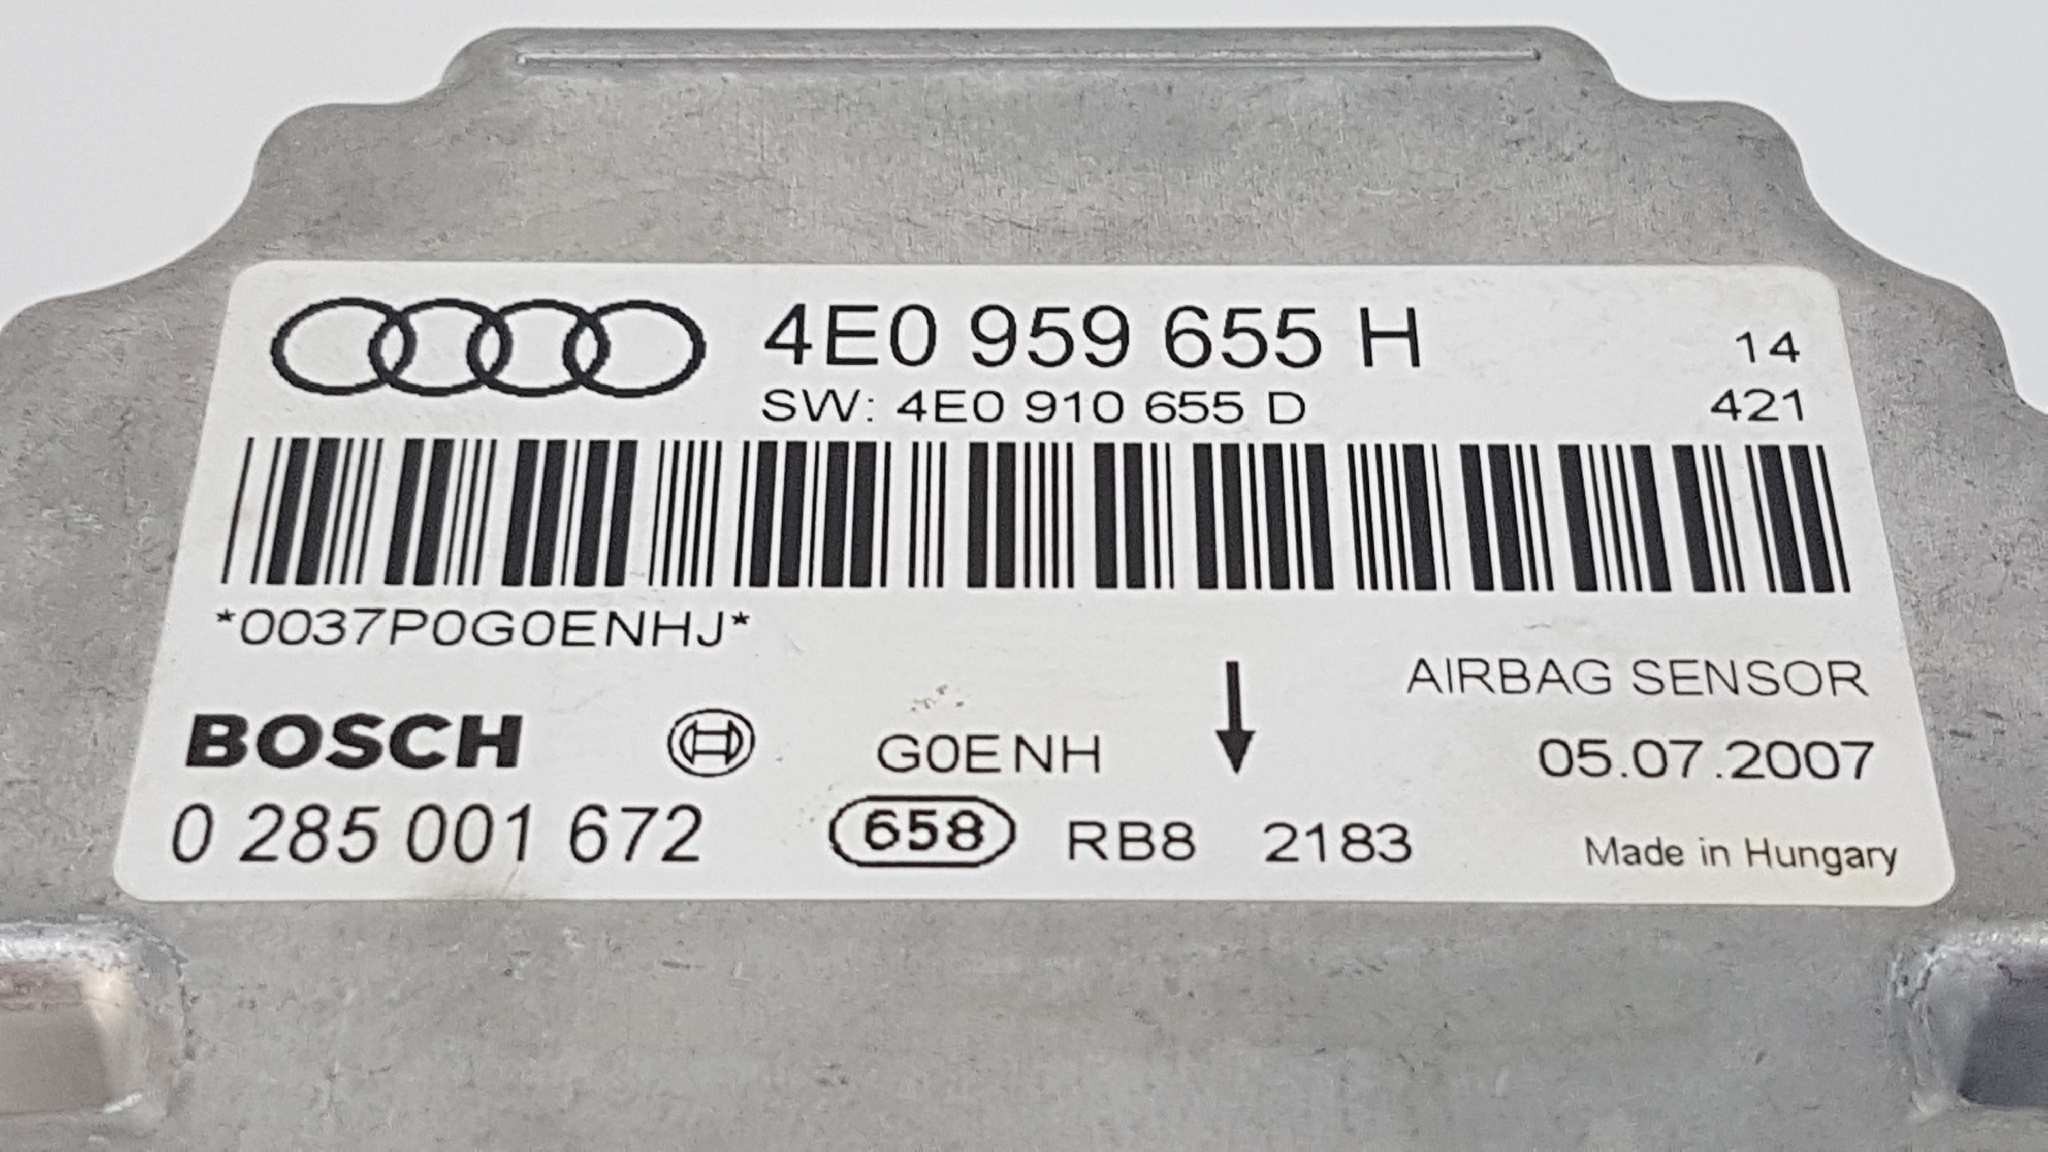 4E0 959 655 H
14
SW: 4E0 910 655 D
421
*0037P0G0ENHJ*
AIRBAG SENSOR
BOSCH
G0ENH
05.07.2007
0 285 001 672
658
RB8
2183
Made in Hungary